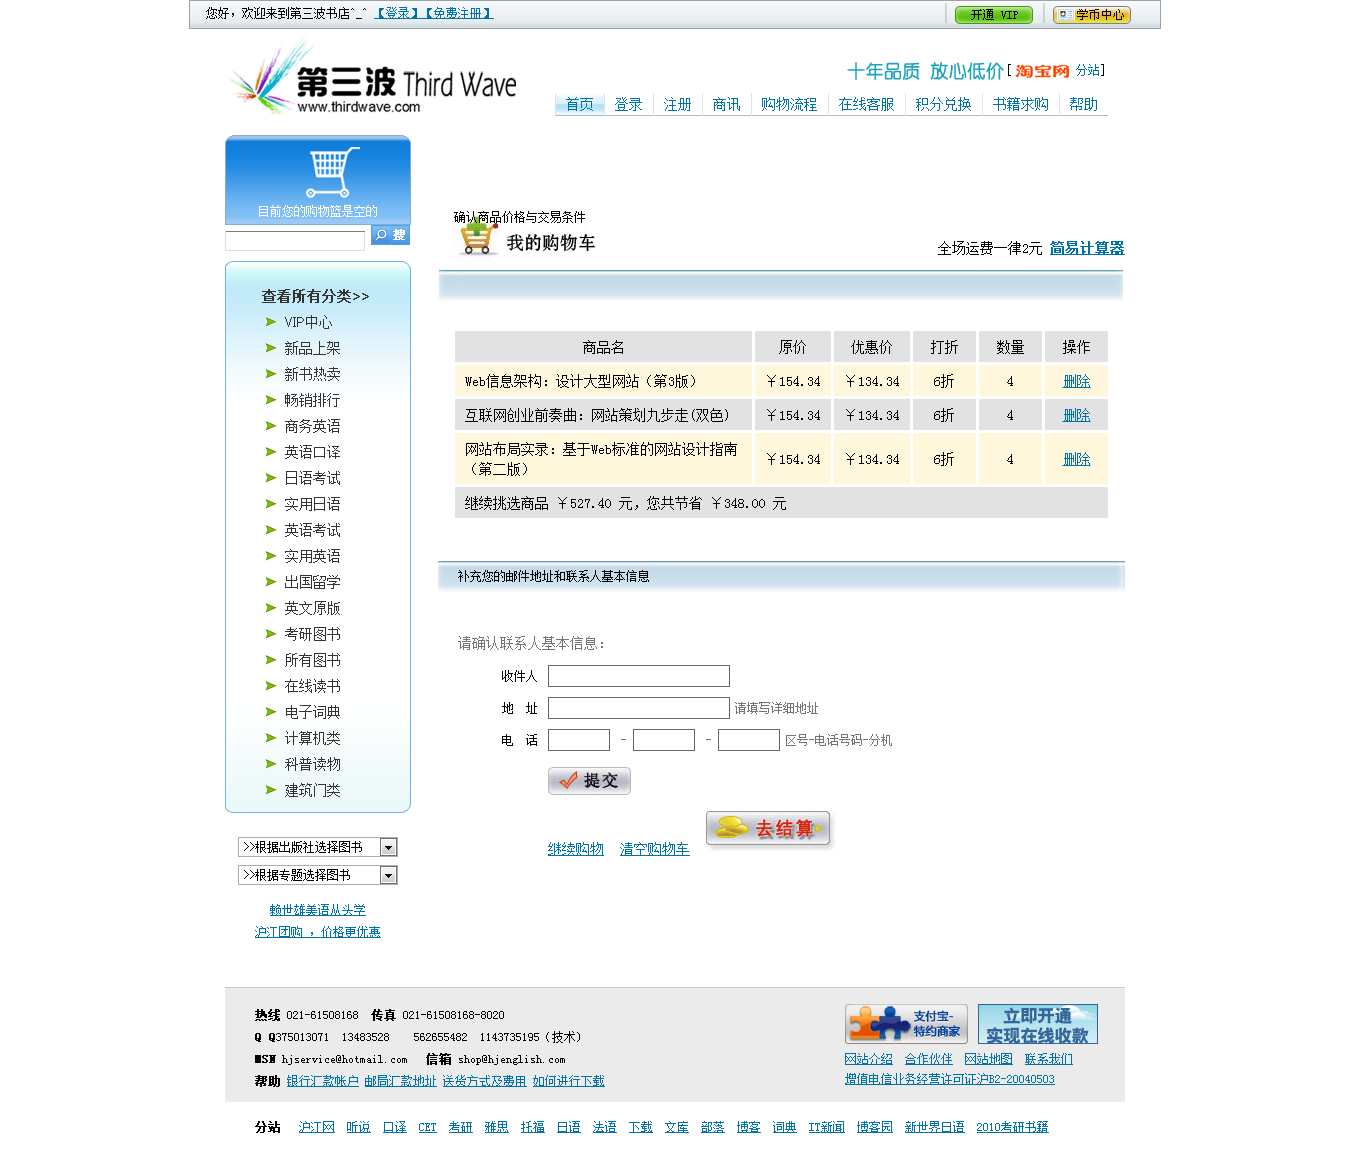 您好，欢迎来到第三波书店^_^ 【登录】【免费注册】 开通 VIP 学币中心
第三波 Third Wave
www.thirdwave.com
十年品质 放心低价[ 淘宝网 分站]
首页 登录 注册 商讯 购物流程 在线客服 积分兑换 书籍求购 帮助
目前您的购物篮是空的
搜
查看所有分类>>
VIP中心
新品上架
新书热卖
畅销排行
商务英语
英语口译
日语考试
实用日语
英语考试
实用英语
出国留学
英文原版
考研图书
所有图书
在线读书
电子词典
计算机类
科普读物
建筑门类
>>根据出版社选择图书
>>根据专题选择图书
赖世雄美语从头学
沪江团购 ，价格更优惠
确认商品价格与交易条件
我的购物车
全场运费一律2元 简易计算器
商品名 原价 优惠价 打折 数量 操作
Web信息架构：设计大型网站（第3版） ￥154.34 ￥134.34 6折 4 删除
互联网创业前奏曲：网站策划九步走(双色) ￥154.34 ￥134.34 6折 4 删除
网站布局实录：基于Web标准的网站设计指南
（第二版） ￥154.34 ￥134.34 6折 4 删除
继续挑选商品 ￥527.40 元，您共节省 ￥348.00 元
补充您的邮件地址和联系人基本信息
请确认联系人基本信息：
收件人
地 址 请填写详细地址
电 话 - - 区号-电话号码-分机
提交
继续购物 清空购物车 去结算
热线 021-61508168 传真 021-61508168-8020
Q Q375013071 13483528 562655482 1143735195（技术）
MSN hjservice@hotmail.com 信箱 shop@hjenglish.com
帮助 银行汇款帐户 邮局汇款地址 送货方式及费用 如何进行下载
支付宝-
特约商家
立即开通
实现在线收款
网站介绍 合作伙伴 网站地图 联系我们
增值电信业务经营许可证沪B2-20040503
分站 沪江网 听说 口译 CET 考研 雅思 托福 日语 法语 下载 文库 部落 博客 词典 IT新闻 博客园 新世界日语 2010考研书籍